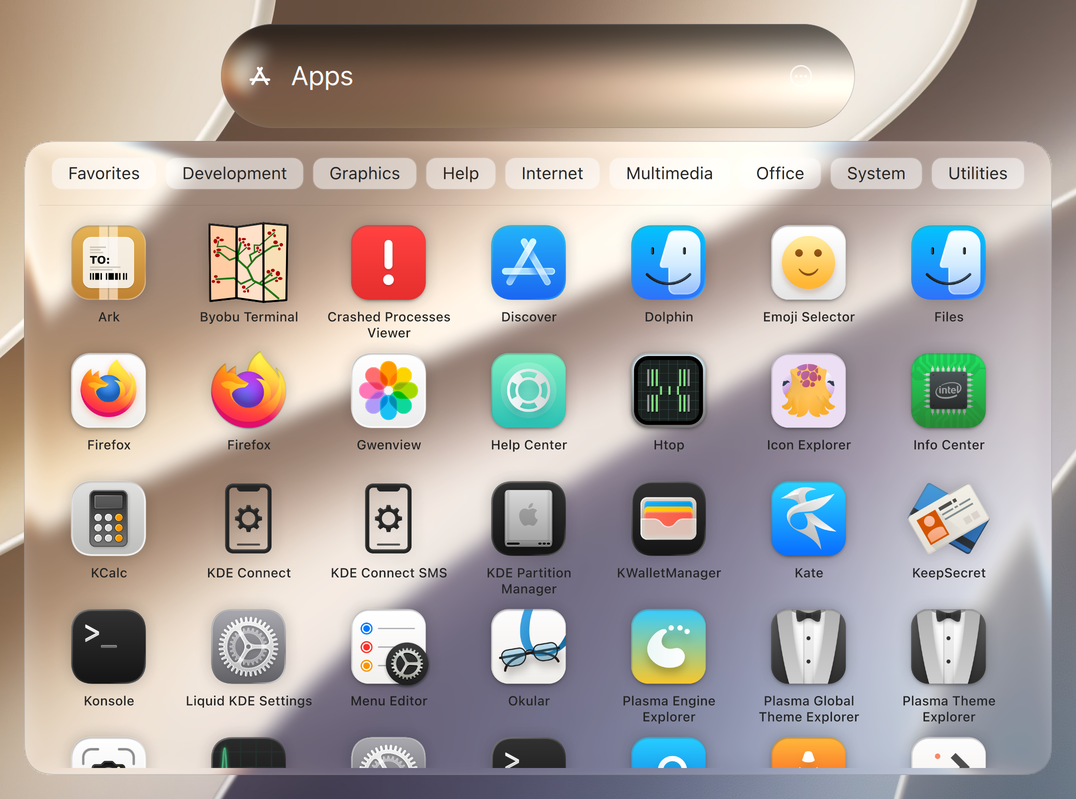 Apps
Favorites
Development
Graphics
Help
Internet
Multimedia
Office
System
Utilities
TO:
Ark
Byobu Terminal
Crashed Processes
Viewer
Discover
Dolphin
Emoji Selector
Files
Firefox
Firefox
Gwenview
Help Center
Htop
Icon Explorer
intel
Info Center
KCalc
KDE Connect
KDE Connect SMS
KDE Partition
Manager
KWalletManager
Kate
KeepSecret
>_
Konsole
Liquid KDE Settings
Menu Editor
Okular
Plasma Engine
Explorer
Plasma Global
Theme Explorer
Plasma Theme
Explorer